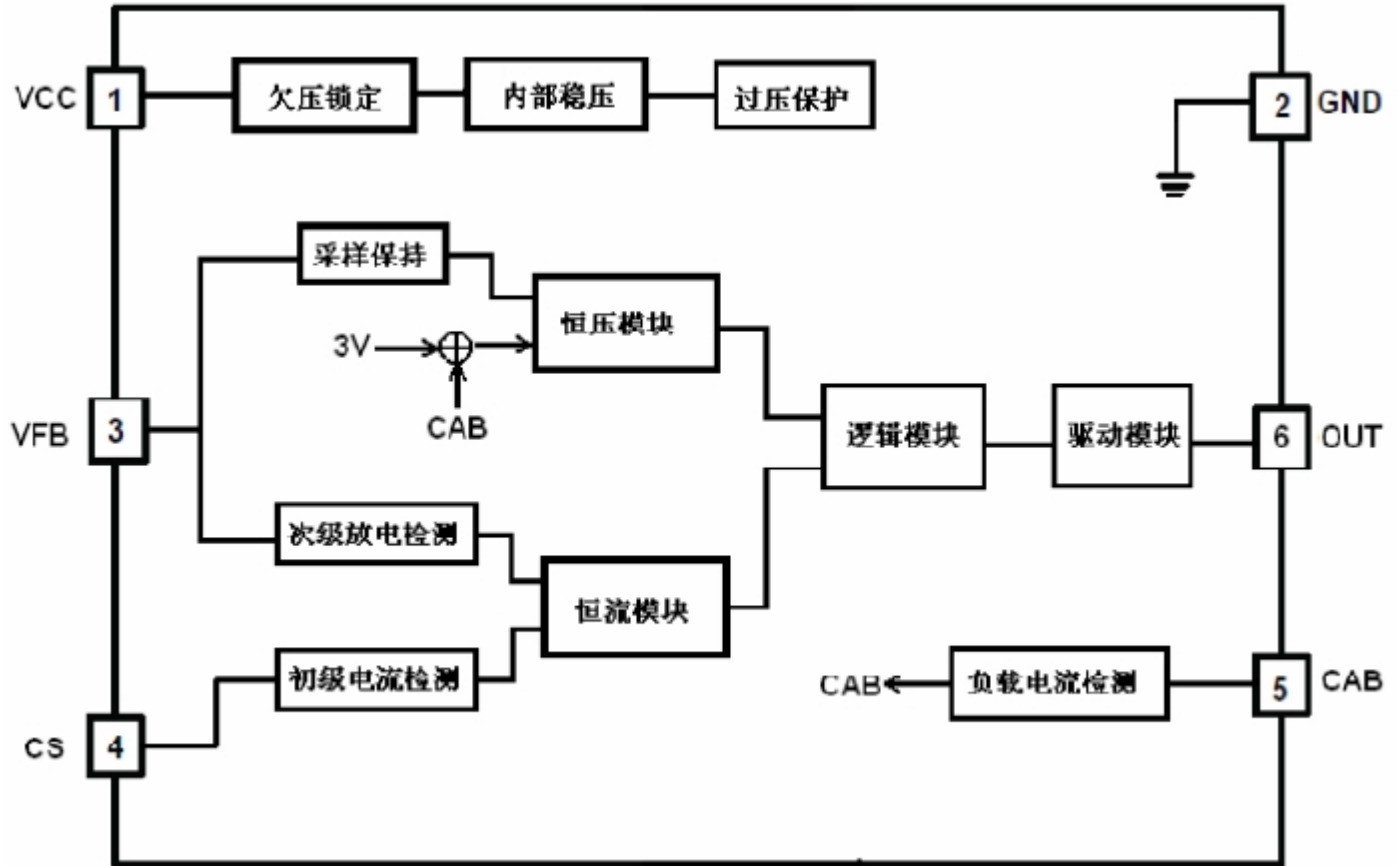 VCC
1
欠压锁定
内部稳压
过压保护
2
GND
采样保持
恒压模块
3V
CAB
VFB
3
逻辑模块
驱动模块
6
OUT
次级放电检测
恒流模块
初级电流检测
CAB
负载电流检测
5
CAB
CS
4